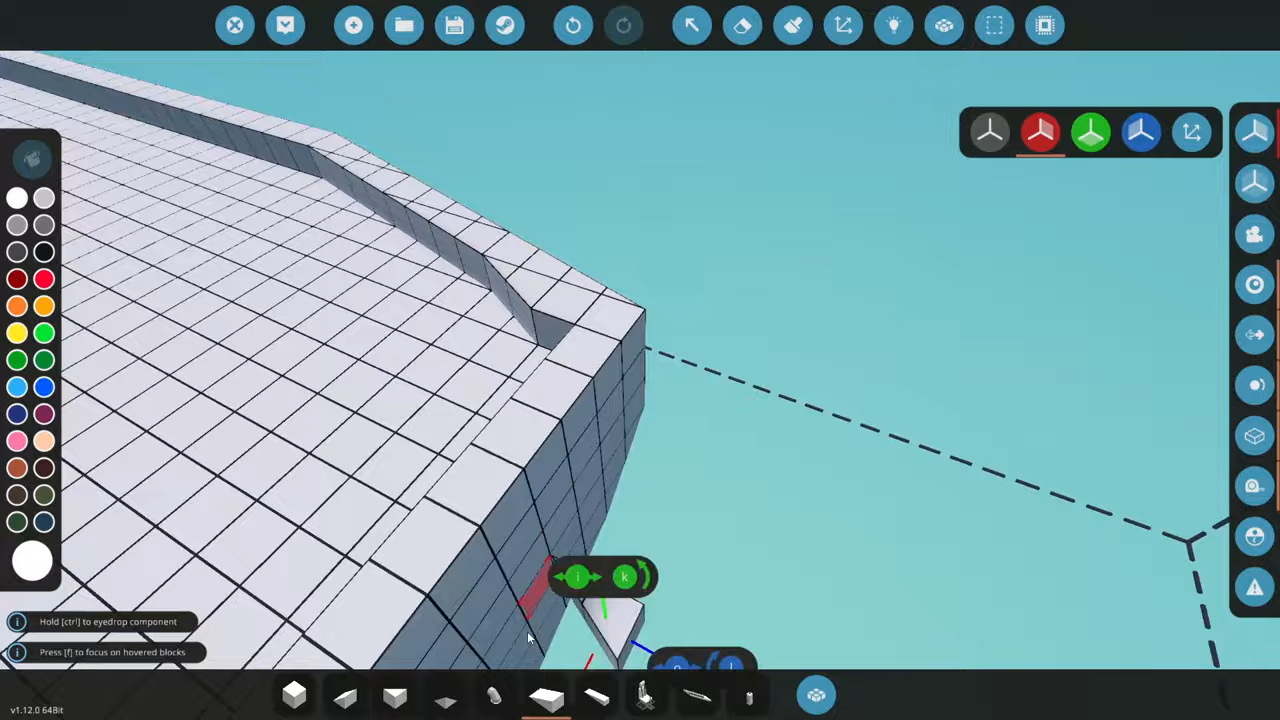 i
k
Hold [ctrl] to eyedrop component
Press [f] to focus on hovered blocks
v1.12.0 64Bit